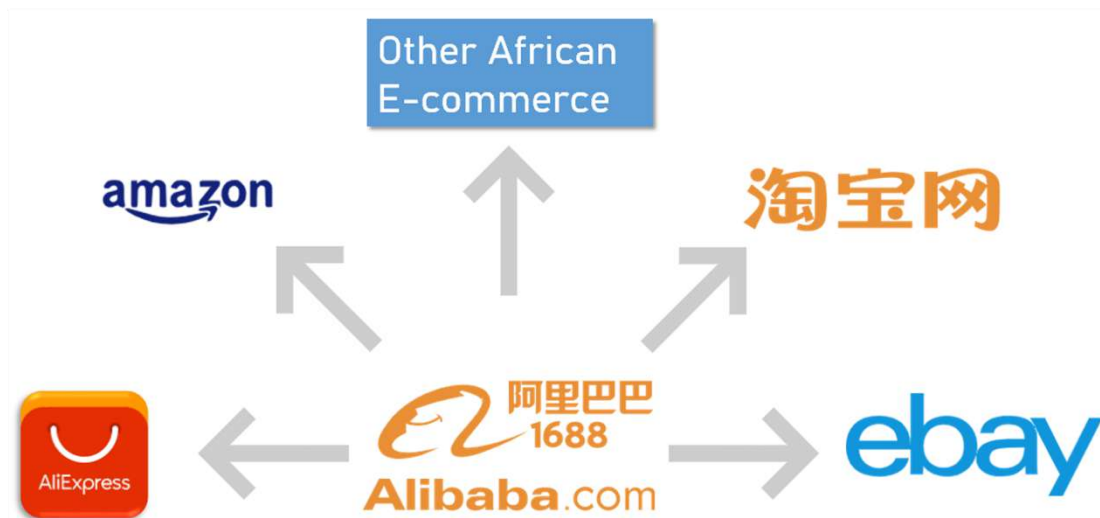 Other African
E-commerce
amazon
淘宝网
AliExpress
阿里巴巴
1688
Alibaba.com
ebay